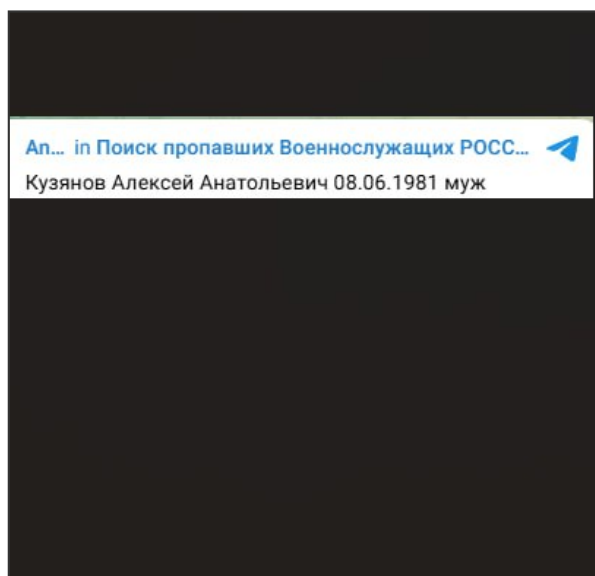 An... in Поиск пропавших Военнослужащих РОСС...
Кузянов Алексей Анатольевич 08.06.1981 муж